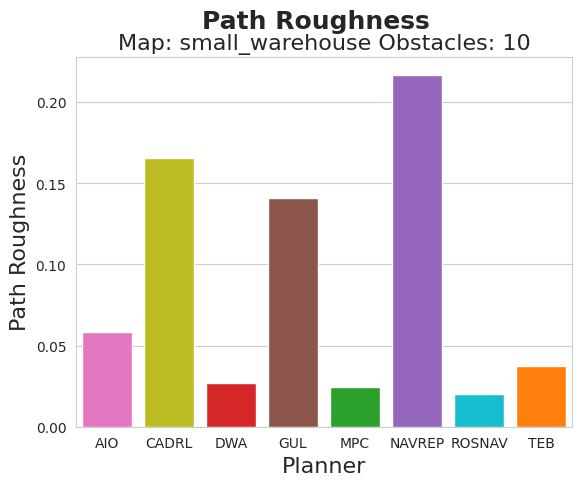 Path Roughness
Map: small_warehouse Obstacles: 10
Path Roughness
0.20
0.15
0.10
0.05
0.00
AIO CADRL DWA GUL MPC NAVREP ROSNAV TEB
Planner